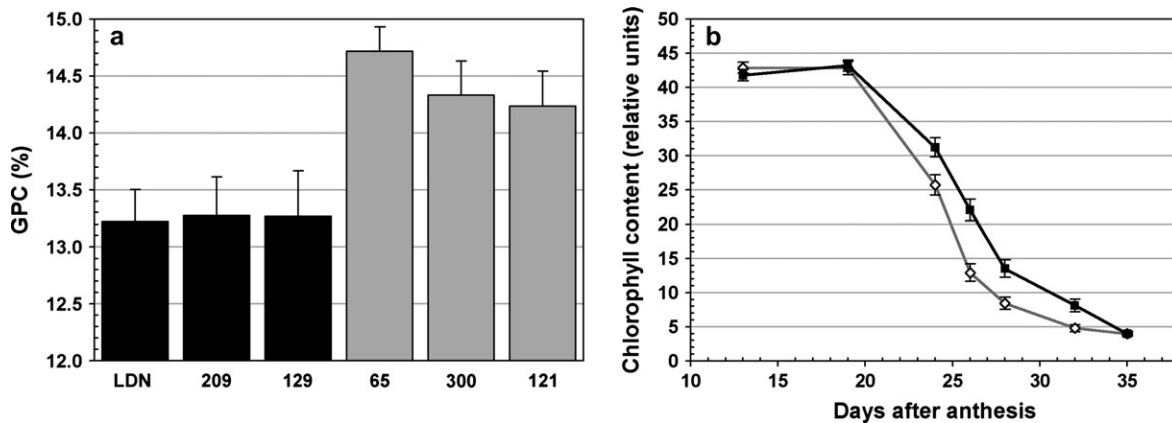 a
GPC (%)
15.0
14.5
14.0
13.5
13.0
12.5
12.0
LDN 209 129 65 300 121
b
Chlorophyll content (relative units)
50
45
40
35
30
25
20
15
10
5
0
10 15 20 25 30 35
Days after anthesis